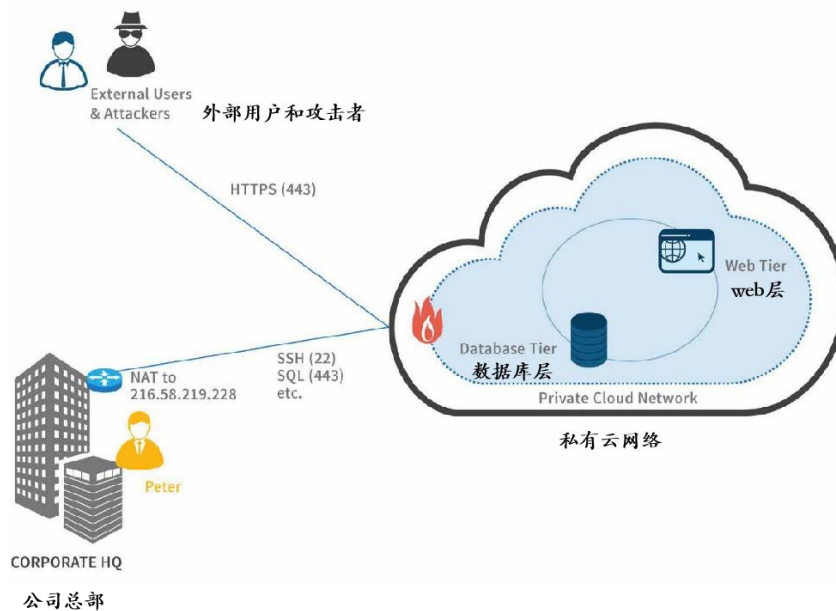 External Users
& Attackers
外部用户和攻击者
HTTPS (443)
Web Tier
web层
Database Tier
数据库层
Private Cloud Network
私有云网络
SSH (22)
SQL (443)
etc.
NAT to
216.58.219.228
Peter
CORPORATE HQ
公司总部